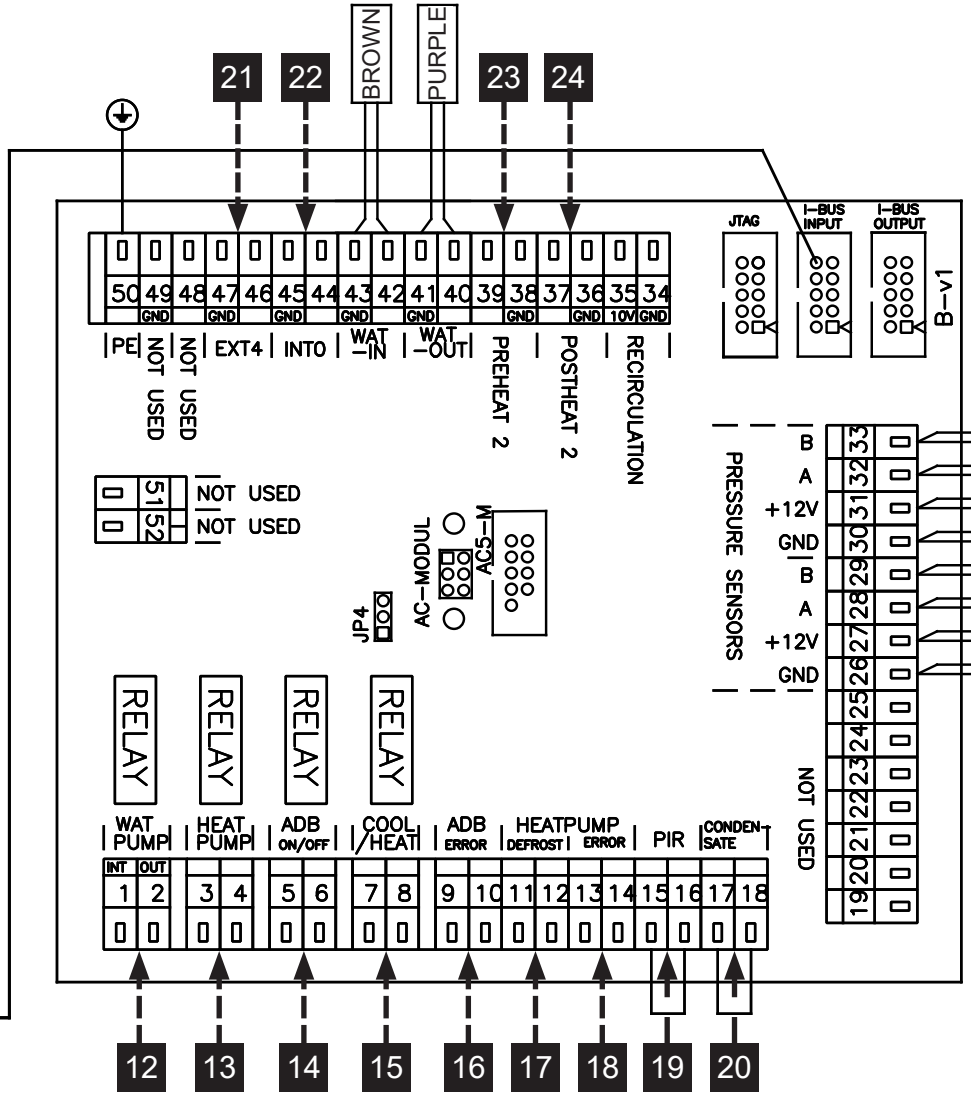 BROWN
PURPLE
21 22 23 24
JTAG
I-BUS
INPUT
I-BUS
OUTPUT
B-v1
50 49 48 47 46 45 44 43 42 41 40 39 38 37 36 35 34
GND GND GND GND GND GND GND 10V GND
PE
NOT USED
NOT USED
EXT4
INT0
WAT
-IN
WAT
-OUT
PREHEAT 2
POSTHEAT 2
RECIRCULATION
51 NOT USED
52 NOT USED
AC-MODUL
AC5-M
JP4
PRESSURE SENSORS
B 33
A 32
+12V 31
GND 30
B 29
A 28
+12V 27
GND 26
25
24
23
22
21
20
19
NOT USED
RELAY
RELAY
RELAY
RELAY
WAT
PUMP
HEAT
PUMP
ADB
ON/OFF
COOL
/HEAT
ADB
ERROR
HEATPUMP
DEFROST ERROR
PIR
CONDEN-
SATE
INT OUT
1 2 3 4 5 6 7 8 9 10 11 12 13 14 15 16 17 18
12 13 14 15 16 17 18 19 20